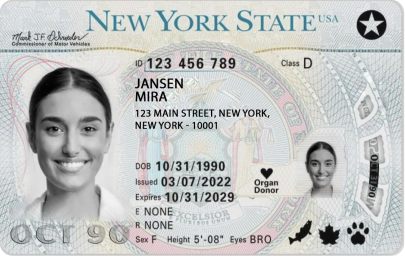 NEW YORK STATE USA
Mark J.F. Schroeder
Commissioner of Motor Vehicles
ID 123 456 789 Class D
JANSEN
MIRA
123 MAIN STREET, NEW YORK,
NEW YORK - 10001
DOB 10/31/1990
Issued 03/07/2022
Expires 10/31/2029
Organ
Donor
E NONE
R NONE
Sex F Height 5'-08" Eyes BRO
OCT 90
EXCELSIOR